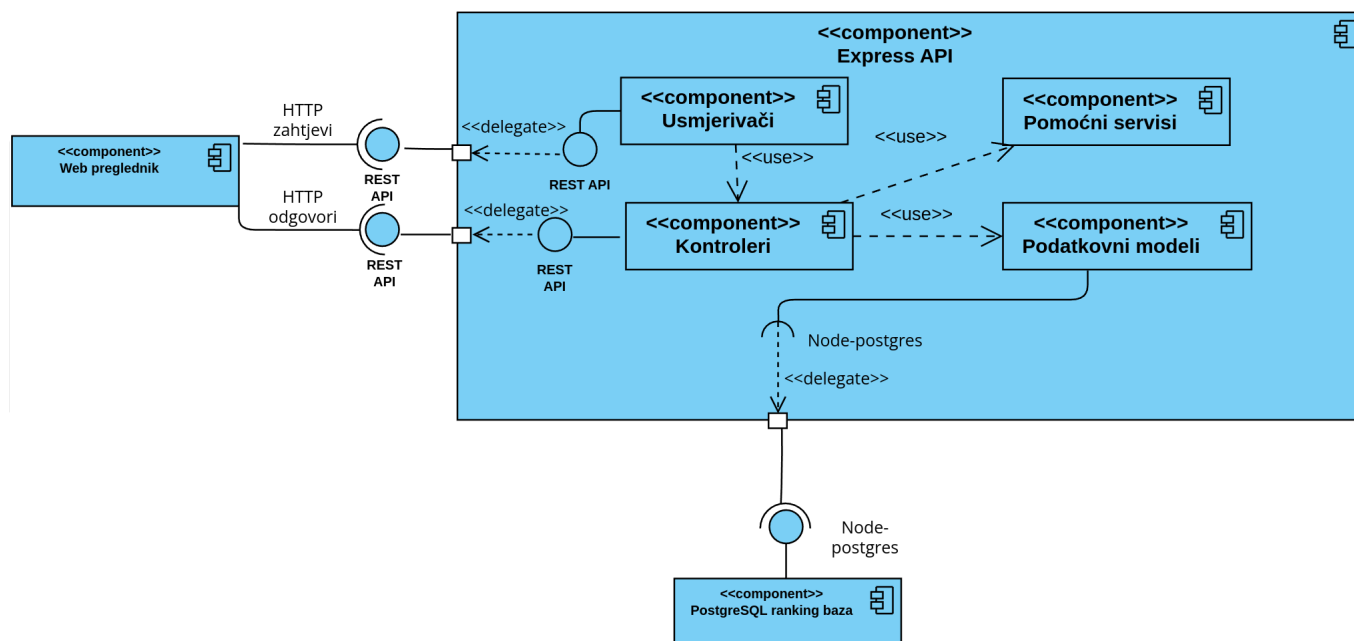 <<component>>
Express API
<<component>>
Usmjerivači
<<component>>
Pomoćni servisi
HTTP
zahtjevi
<<delegate>>
<<use>>
<<use>>
<<component>>
Web preglednik
REST
API
REST API
HTTP
odgovori
<<delegate>>
<<component>>
Kontroleri
<<use>>
<<component>>
Podatkovni modeli
REST
API
REST
API
Node-postgres
<<delegate>>
Node-
postgres
<<component>>
PostgreSQL ranking baza